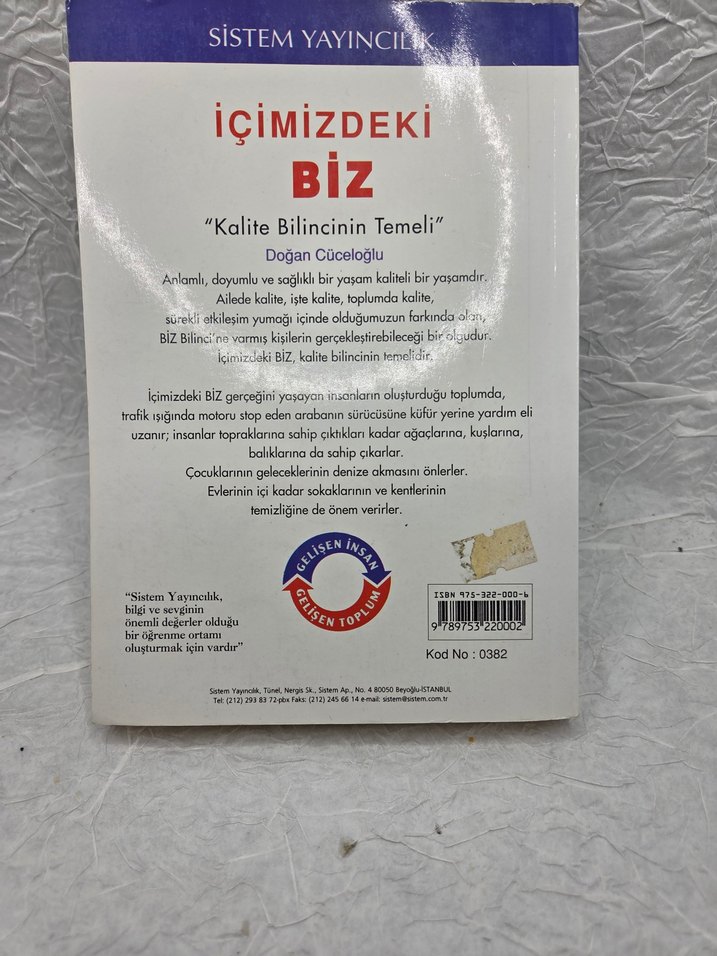 SİSTEM YAYINCILIK
İÇİMİZDEKİ
BİZ
“Kalite Bilincinin Temeli”
Doğan Cüceloğlu
Anlamlı, doyumlu ve sağlıklı bir yaşam kaliteli bir yaşamdır.
Ailede kalite, işte kalite, toplumda kalite,
sürekli etkileşim yumağı içinde olduğumuzun farkında olan,
BİZ Bilinci'ne varmış kişilerin gerçekleştirebileceği bir olgudur.
İçimizdeki BİZ, kalite bilincinin temelidir.
İçimizdeki BİZ gerçeğini yaşayan insanların oluşturduğu toplumda,
trafik ışığında motoru stop eden arabanın sürücüsüne küfür yerine yardım eli
uzanır; insanlar topraklarına sahip çıktıkları kadar ağaçlarına, kuşlarına,
balıklarına da sahip çıkarlar.
Çocuklarının geleceklerinin denize akmasını önlerler.
Evlerinin içi kadar sokaklarının ve kentlerinin
temizliğine de önem verirler.
GELİŞEN İNSAN
GELİŞEN TOPLUM
“Sistem Yayıncılık,
bilgi ve sevginin
önemli değerler olduğu
bir öğrenme ortamı
oluşturmak için vardır”
ISBN 975-322-000-6
9 789753 220002
Kod No : 0382
Sistem Yayıncılık, Tünel, Nergis Sk., Sistem Ap., No. 4 80050 Beyoğlu-İSTANBUL
Tel: (212) 293 83 72-pbx Faks: (212) 245 66 14 e-mail: sistem@sistem.com.tr